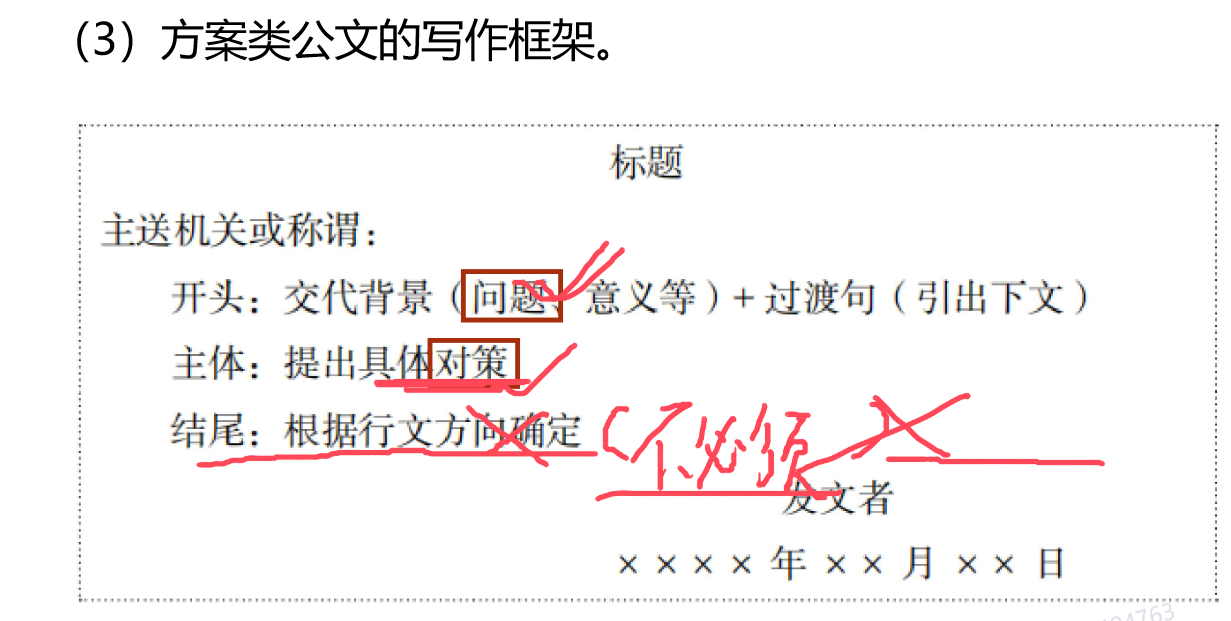 （3）方案类公文的写作框架。
标题
主送机关或称谓：
开头：交代背景（问题、意义等）+ 过渡句（引出下文）
主体：提出具体对策
结尾：根据行文方向确定（不必须
发文者
××××年××月××日